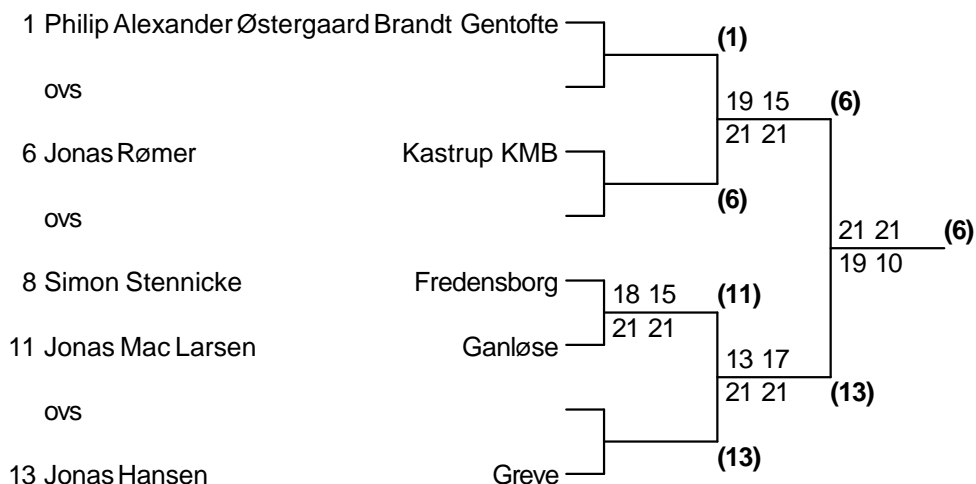 1 Philip Alexander Østergaard Brandt Gentofte
(1)
ovs
19 15 (6)
21 21
6 Jonas Rømer Kastrup KMB
(6)
ovs
21 21 (6)
19 10
8 Simon Stennicke Fredensborg
18 15 (11)
21 21
11 Jonas Mac Larsen Ganløse
13 17
21 21 (13)
ovs
(13)
13 Jonas Hansen Greve